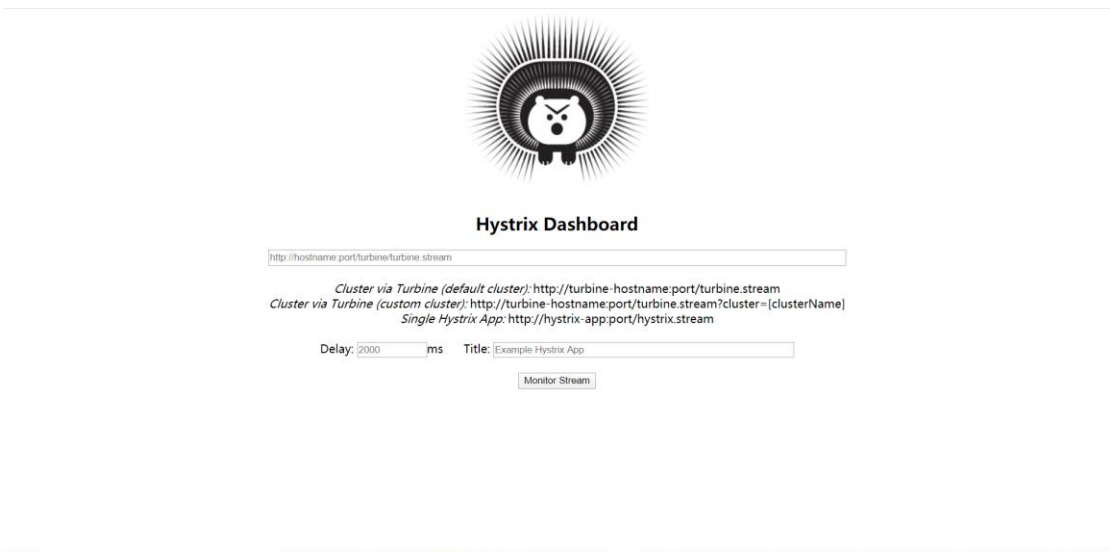 Hystrix Dashboard
http://hostname:port/turbine/turbine.stream
Cluster via Turbine (default cluster): http://turbine-hostname:port/turbine.stream
Cluster via Turbine (custom cluster): http://turbine-hostname:port/turbine.stream?cluster=[clusterName]
Single Hystrix App: http://hystrix-app:port/hystrix.stream
Delay: 2000 ms Title: Example Hystrix App
Monitor Stream